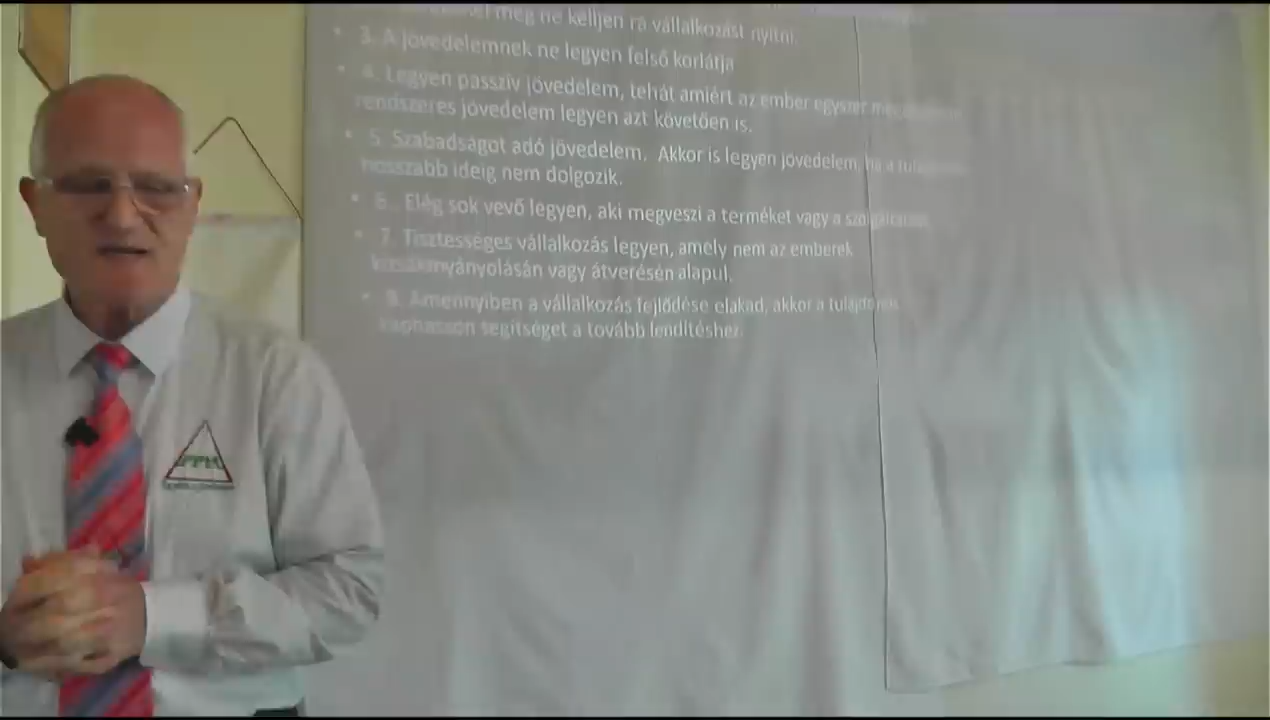 meg ne kelljen rá vállalkozást nyitni.
3. A jövedelemnek ne legyen felső korlátja
4. Legyen passzív jövedelem, tehát amiért az ember egyszer
rendszeres jövedelem legyen azt követően is.
5. Szabadságot adó jövedelem. Akkor is legyen jövedelem, ha a
hosszabb ideig nem dolgozik.
6. Elég sok vevő legyen, aki megveszi a terméket vagy a
7. Tisztességes vállalkozás legyen, amely nem az emberek
vagy átverésén alapul.
8. Amennyiben a vállalkozás fejlődése elakad, akkor a
kaphasson segítséget a tovább lendítéshez.